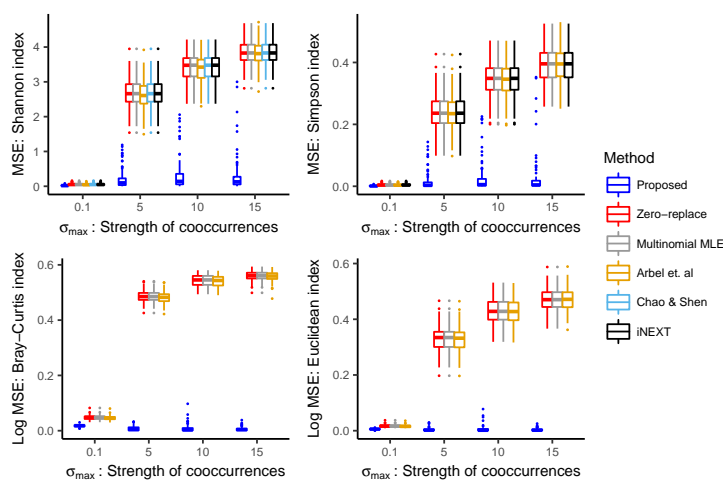 MSE: Shannon index
4
3
2
1
0
0.1
5
10
15
σmax : Strength of cooccurrences
MSE: Simpson index
0.4
0.2
0.0
0.1
5
10
15
σmax : Strength of cooccurrences
Log MSE: Bray−Curtis index
0.6
0.4
0.2
0.0
0.1
5
10
15
σmax : Strength of cooccurrences
Log MSE: Euclidean index
0.6
0.4
0.2
0.0
0.1
5
10
15
σmax : Strength of cooccurrences
Method
Proposed
Zero−replace
Multinomial MLE
Arbel et. al
Chao & Shen
iNEXT